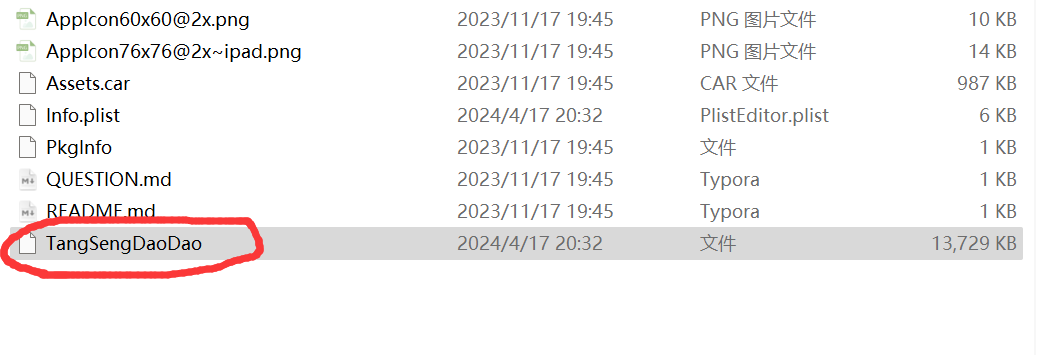 AppIcon60x60@2x.png 2023/11/17 19:45 PNG 图片文件 10 KB
AppIcon76x76@2x~ipad.png 2023/11/17 19:45 PNG 图片文件 14 KB
Assets.car 2023/11/17 19:45 CAR 文件 987 KB
Info.plist 2024/4/17 20:32 PlistEditor.plist 6 KB
PkgInfo 2023/11/17 19:45 文件 1 KB
QUESTION.md 2023/11/17 19:45 Typora 1 KB
README.md 2023/11/17 19:45 Typora 1 KB
TangSengDaoDao 2024/4/17 20:32 文件 13,729 KB